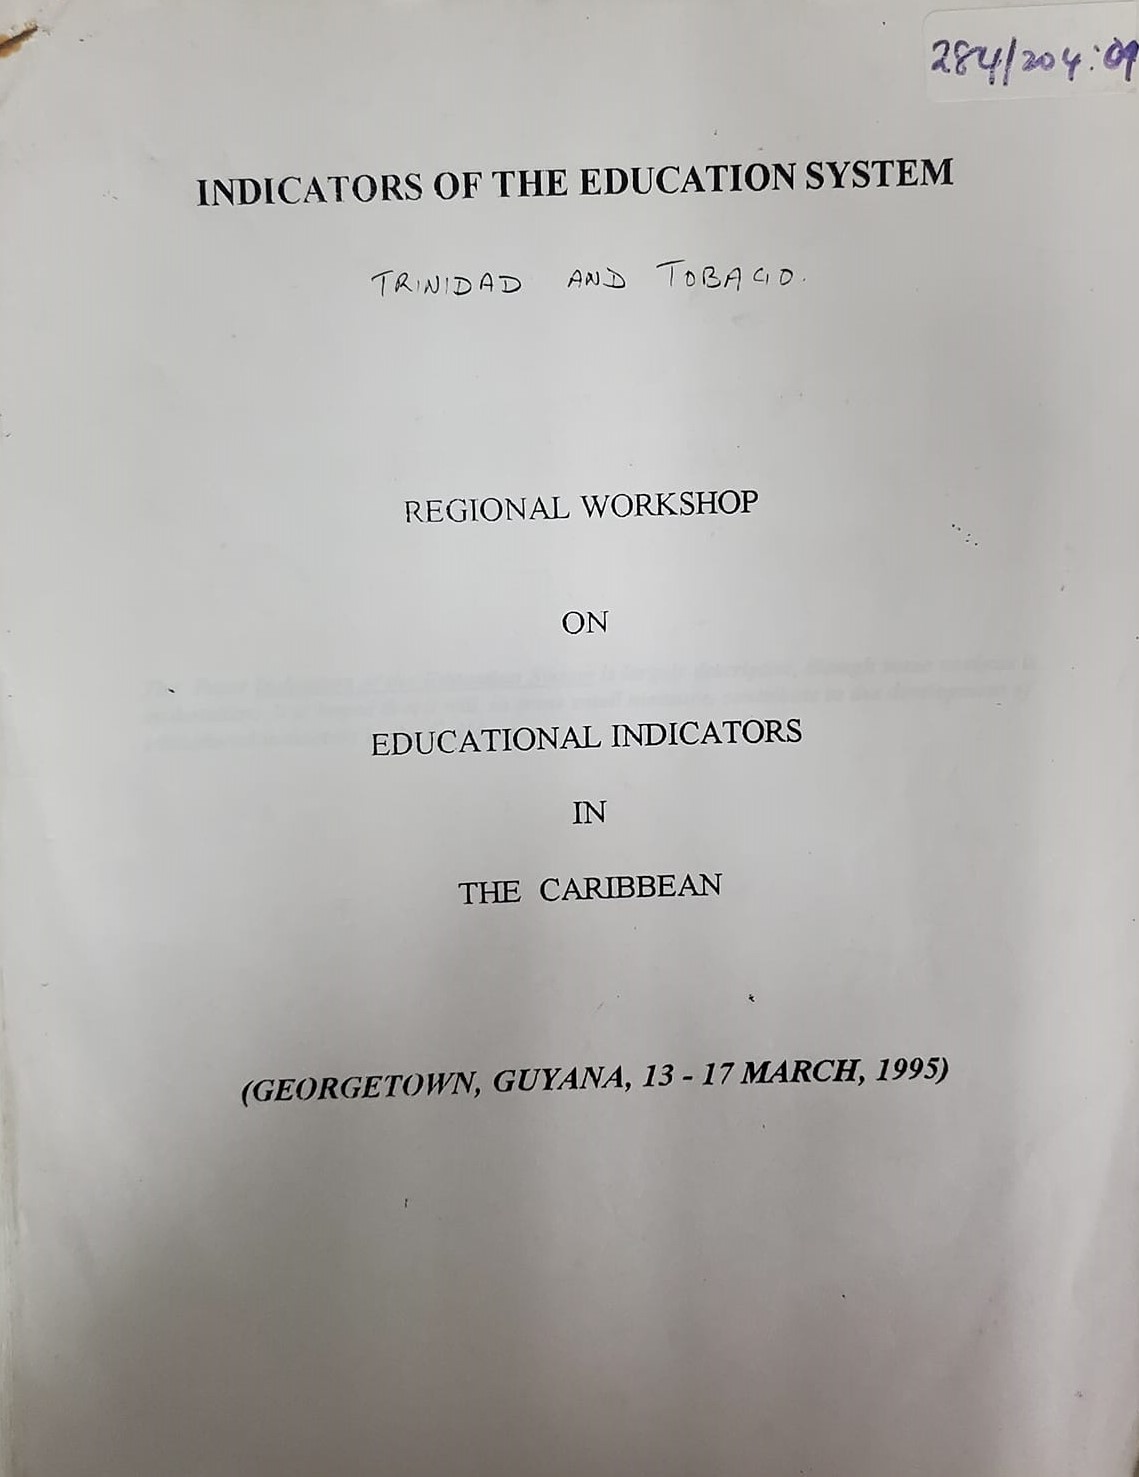 284/204:09
INDICATORS OF THE EDUCATION SYSTEM
TRINIDAD AND TOBAGO.
REGIONAL WORKSHOP
ON
EDUCATIONAL INDICATORS
IN
THE CARIBBEAN
(GEORGETOWN, GUYANA, 13 - 17 MARCH, 1995)